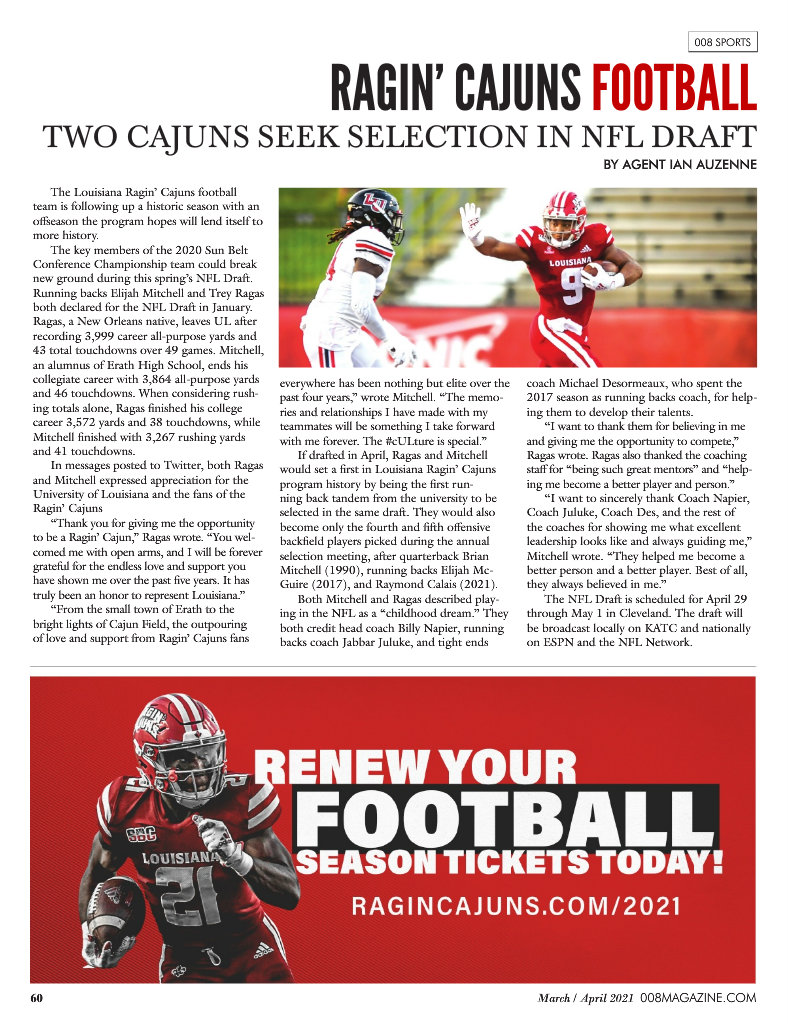 008 SPORTS
RAGIN' CAJUNS FOOTBALL
TWO CAJUNS SEEK SELECTION IN NFL DRAFT
BY AGENT IAN AUZENNE
The Louisiana Ragin' Cajuns football
team is following up a historic season with an
offseason the program hopes will lend itself to
more history.
The key members of the 2020 Sun Belt
Conference Championship team could break
new ground during this spring's NFL Draft.
Running backs Elijah Mitchell and Trey Ragas
both declared for the NFL Draft in January.
Ragas, a New Orleans native, leaves UL after
recording 3,999 career all-purpose yards and
43 total touchdowns over 49 games. Mitchell,
an alumnus of Erath High School, ends his
collegiate career with 3,864 all-purpose yards
and 46 touchdowns. When considering rush-
ing totals alone, Ragas finished his college
career 3,572 yards and 38 touchdowns, while
Mitchell finished with 3,267 rushing yards
and 41 touchdowns.
In messages posted to Twitter, both Ragas
and Mitchell expressed appreciation for the
University of Louisiana and the fans of the
Ragin' Cajuns
"Thank you for giving me the opportunity
to be a Ragin' Cajun," Ragas wrote. "You wel-
comed me with open arms, and I will be forever
grateful for the endless love and support you
have shown me over the past five years. It has
truly been an honor to represent Louisiana."
"From the small town of Erath to the
bright lights of Cajun Field, the outpouring
of love and support from Ragin' Cajuns fans
LOUISIANA
9
everywhere has been nothing but elite over the
past four years," wrote Mitchell. "The memo-
ries and relationships I have made with my
teammates will be something I take forward
with me forever. The #cULture is special."
If drafted in April, Ragas and Mitchell
would set a first in Louisiana Ragin' Cajuns
program history by being the first run-
ning back tandem from the university to be
selected in the same draft. They would also
become only the fourth and fifth offensive
backfield players picked during the annual
selection meeting, after quarterback Brian
Mitchell (1990), running backs Elijah Mc-
Guire (2017), and Raymond Calais (2021).
Both Mitchell and Ragas described play-
ing in the NFL as a "childhood dream." They
both credit head coach Billy Napier, running
backs coach Jabbar Juluke, and tight ends
coach Michael Desormeaux, who spent the
2017 season as running backs coach, for help-
ing them to develop their talents.
"I want to thank them for believing in me
and giving me the opportunity to compete,"
Ragas wrote. Ragas also thanked the coaching
staff for "being such great mentors" and "help-
ing me become a better player and person."
"I want to sincerely thank Coach Napier,
Coach Juluke, Coach Des, and the rest of
the coaches for showing me what excellent
leadership looks like and always guiding me,"
Mitchell wrote. "They helped me become a
better person and a better player. Best of all,
they always believed in me."
The NFL Draft is scheduled for April 29
through May 1 in Cleveland. The draft will
be broadcast locally on KATC and nationally
on ESPN and the NFL Network.
RAGIN' CAJUNS
21
21
SBC
LOUISIANA
21
adidas
RENEW YOUR
FOOTBALL
SEASON TICKETS TODAY!
RAGINCAJUNS.COM/2021
60
March / April 2021 008MAGAZINE.COM